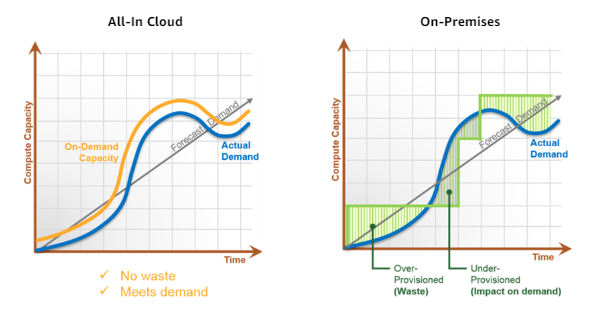 All-In Cloud
Compute Capacity
On-Demand
Capacity
Forecast Demand
Actual
Demand
Time
✓ No waste
✓ Meets demand
On-Premises
Compute Capacity
Forecast Demand
Actual
Demand
Time
Over-
Provisioned
(Waste)
Under-
Provisioned
(Impact on demand)